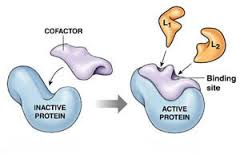 COFACTOR
L1
L2
Binding
site
INACTIVE
PROTEIN
ACTIVE
PROTEIN